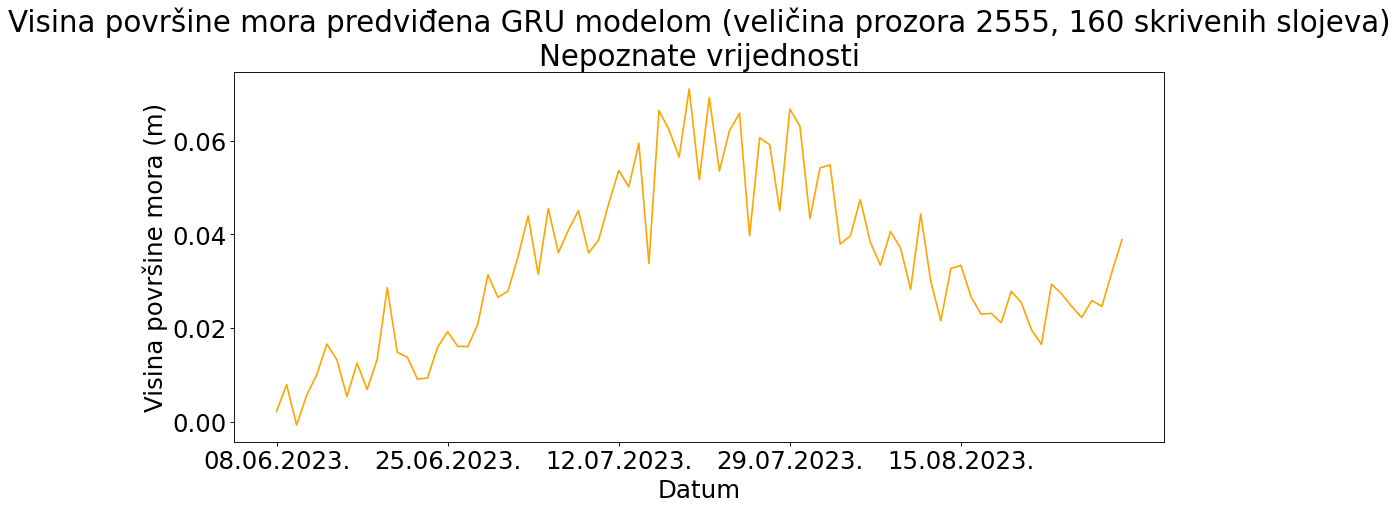 Visina površine mora predviđena GRU modelom (veličina prozora 2555, 160 skrivenih slojeva)
Nepoznate vrijednosti
Visina površine mora (m)
0.06
0.04
0.02
0.00
08.06.2023. 25.06.2023. 12.07.2023. 29.07.2023. 15.08.2023.
Datum